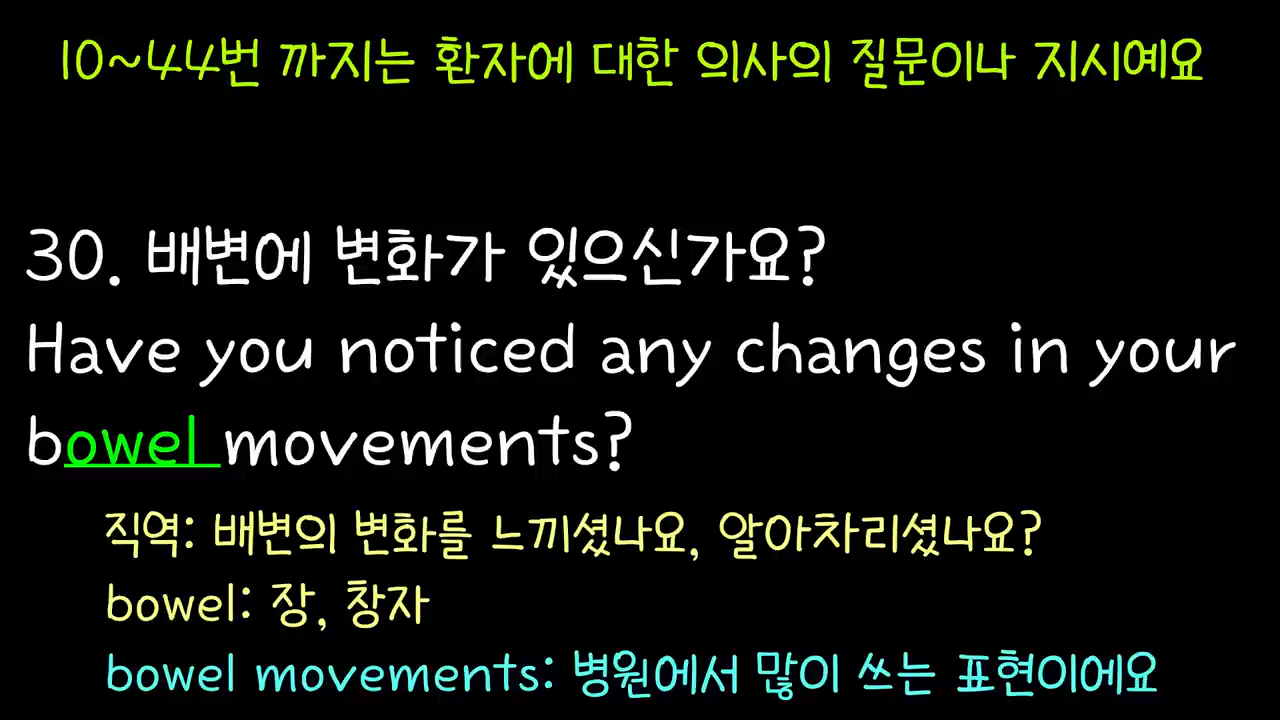 10~44번 까지는 환자에 대한 의사의 질문이나 지시예요
30. 배변에 변화가 있으신가요?
Have you noticed any changes in your
bowel movements?
직역: 배변의 변화를 느끼셨나요, 알아차리셨나요?
bowel: 장, 창자
bowel movements: 병원에서 많이 쓰는 표현이에요